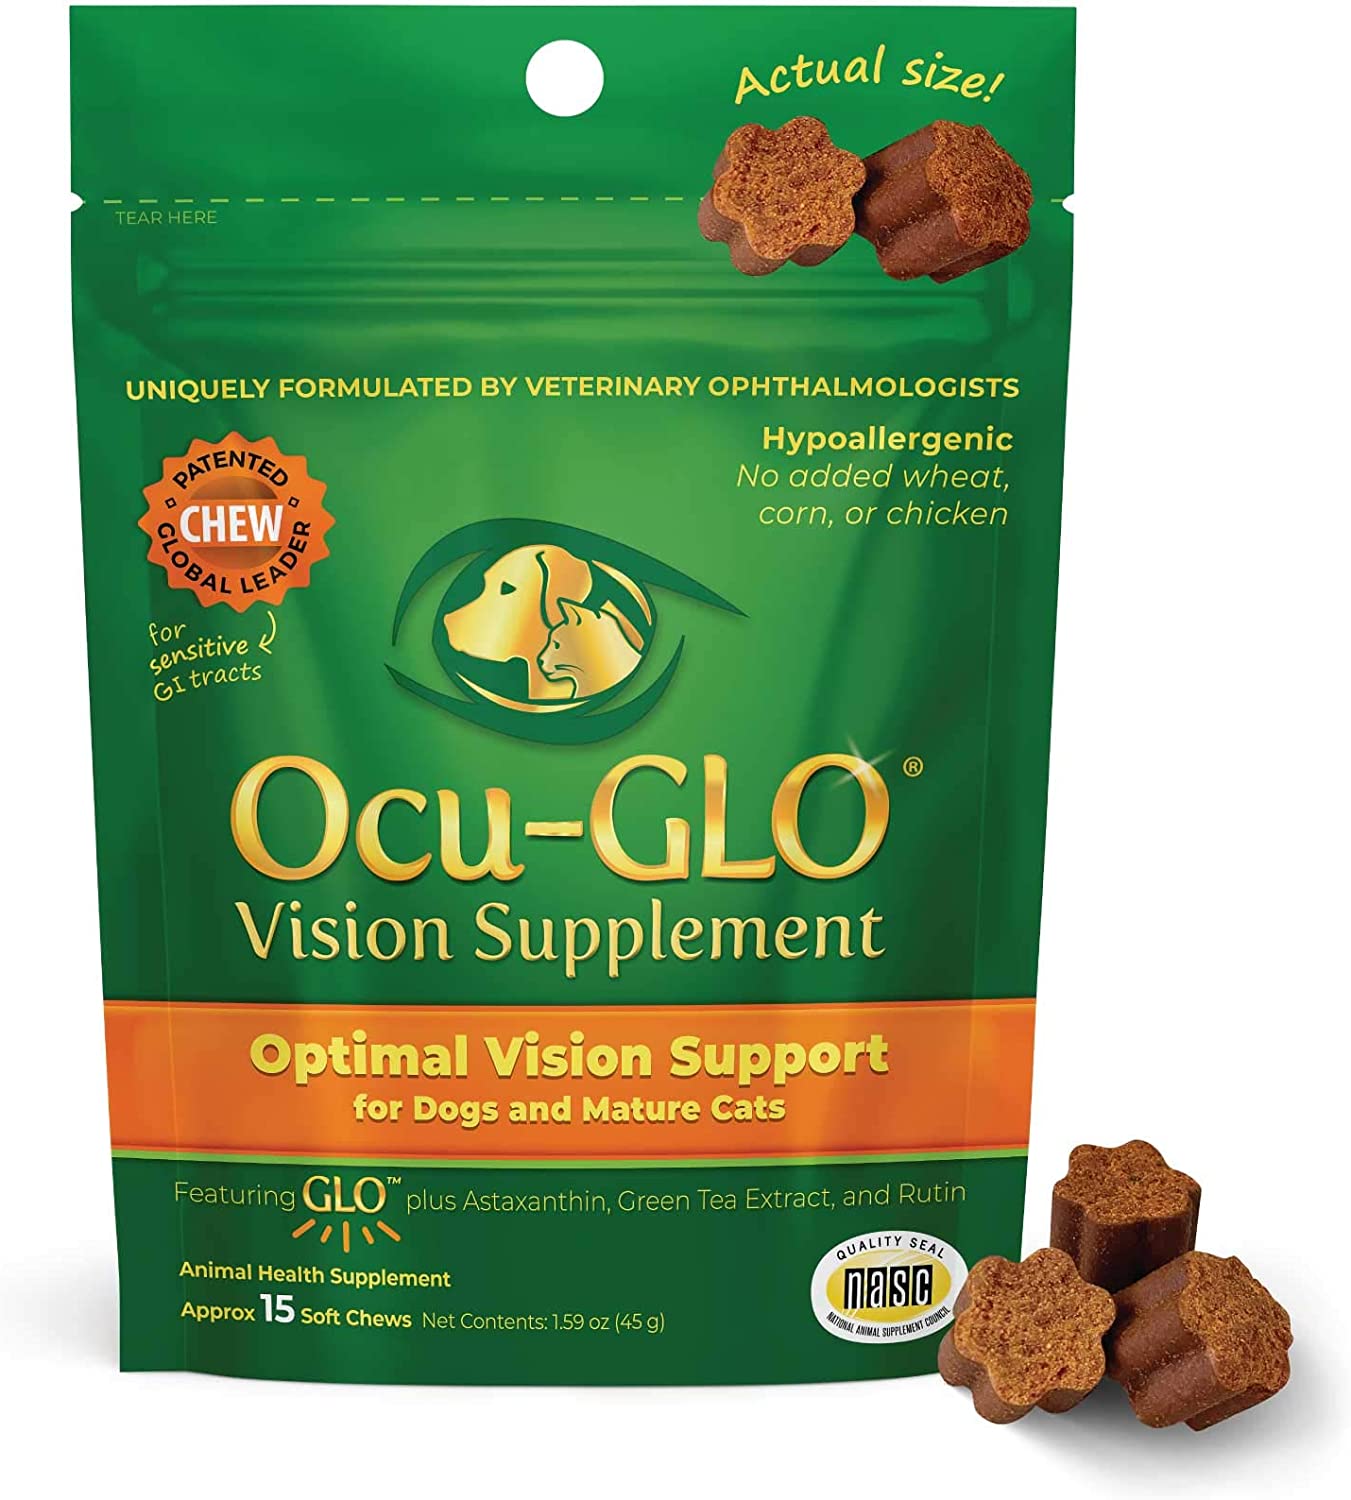 Actual size!
TEAR HERE
UNIQUELY FORMULATED BY VETERINARY OPHTHALMOLOGISTS
Hypoallergenic
No added wheat,
corn, or chicken
PATENTED
CHEW
GLOBAL LEADER
for
sensitive
GI tracts
Ocu-GLO®
Vision Supplement
Optimal Vision Support
for Dogs and Mature Cats
Featuring GLO™ plus Astaxanthin, Green Tea Extract, and Rutin
Animal Health Supplement
Approx 15 Soft Chews Net Contents: 1.59 oz (45 g)
QUALITY SEAL
nasc
NATIONAL ANIMAL SUPPLEMENT COUNCIL